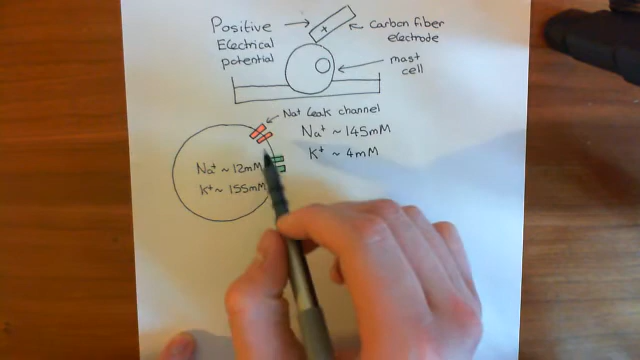 Positive
Electrical
potential
+
Carbon fiber
electrode
mast
cell
Na+ Leak channel
Na+ ~ 145mM
K+ ~ 4mM
Na+ ~ 12mM
K+ ~ 155mM